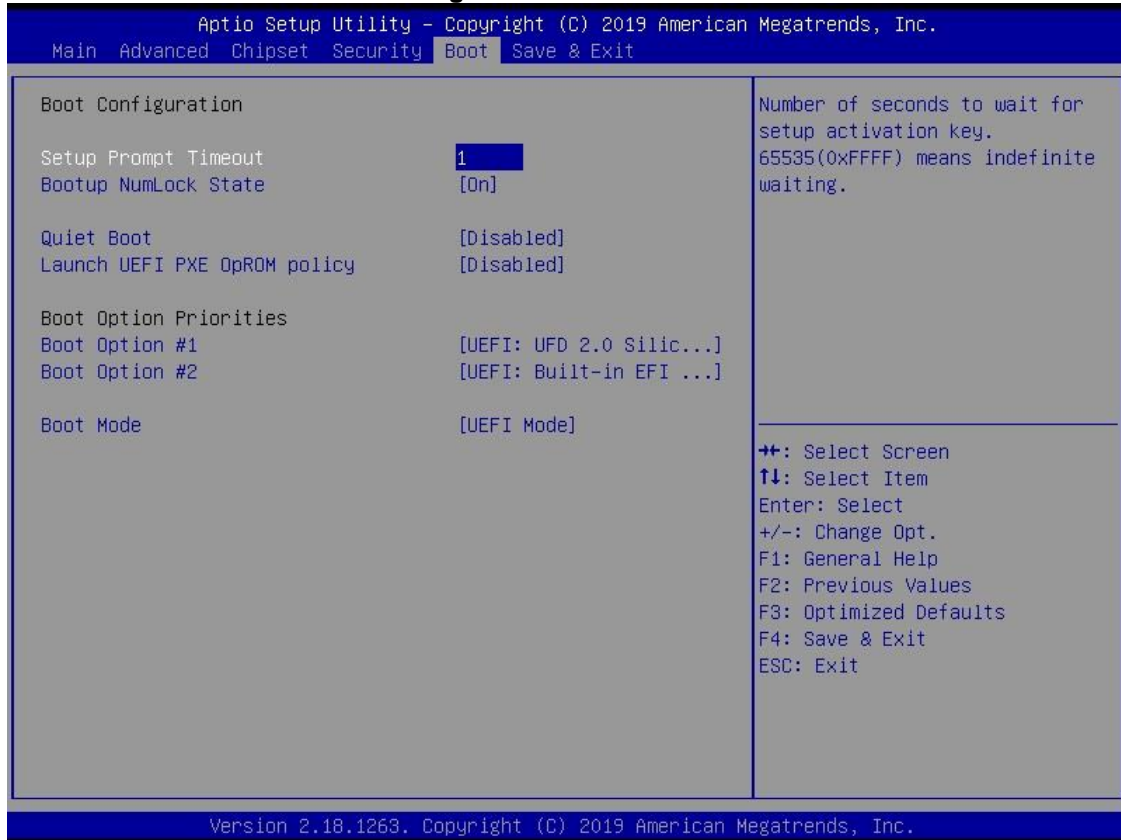 Aptio Setup Utility – Copyright (C) 2019 American Megatrends, Inc.
Main Advanced Chipset Security Boot Save & Exit
Boot Configuration
Setup Prompt Timeout 1
Bootup NumLock State [On]
Quiet Boot [Disabled]
Launch UEFI PXE OpROM policy [Disabled]
Boot Option Priorities
Boot Option #1 [UEFI: UFD 2.0 Silic...]
Boot Option #2 [UEFI: Built-in EFI ...]
Boot Mode [UEFI Mode]
Number of seconds to wait for
setup activation key.
65535(0xFFFF) means indefinite
waiting.
→←: Select Screen
↑↓: Select Item
Enter: Select
+/-: Change Opt.
F1: General Help
F2: Previous Values
F3: Optimized Defaults
F4: Save & Exit
ESC: Exit
Version 2.18.1263. Copyright (C) 2019 American Megatrends, Inc.